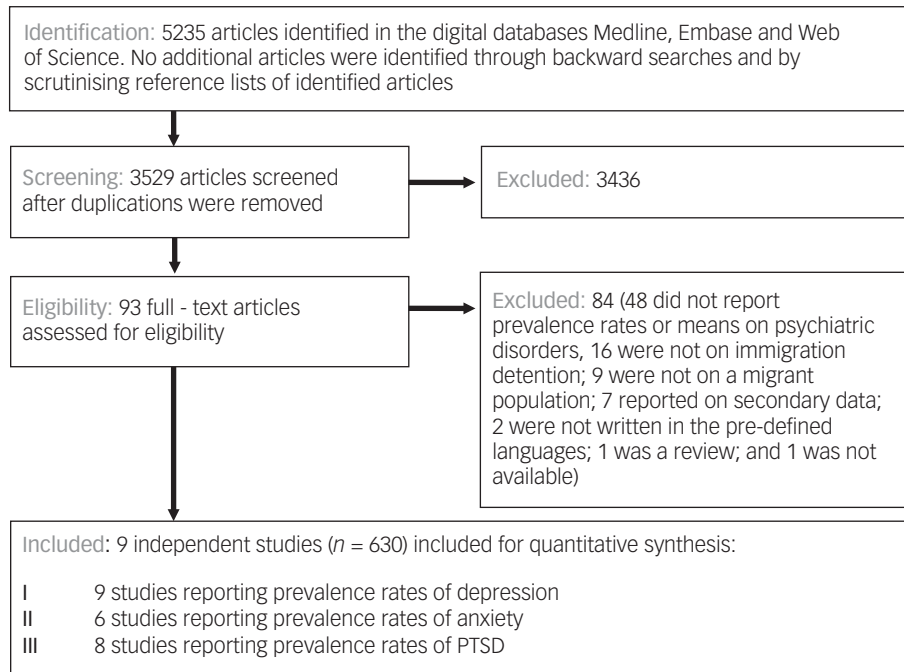 Identification: 5235 articles identified in the digital databases Medline, Embase and Web
of Science. No additional articles were identified through backward searches and by
scrutinising reference lists of identified articles
Screening: 3529 articles screened
after duplications were removed
Excluded: 3436
Eligibility: 93 full - text articles
assessed for eligibility
Excluded: 84 (48 did not report
prevalence rates or means on psychiatric
disorders, 16 were not on immigration
detention; 9 were not on a migrant
population; 7 reported on secondary data;
2 were not written in the pre-defined
languages; 1 was a review; and 1 was not
available)
Included: 9 independent studies (n = 630) included for quantitative synthesis:
I 9 studies reporting prevalence rates of depression
II 6 studies reporting prevalence rates of anxiety
III 8 studies reporting prevalence rates of PTSD